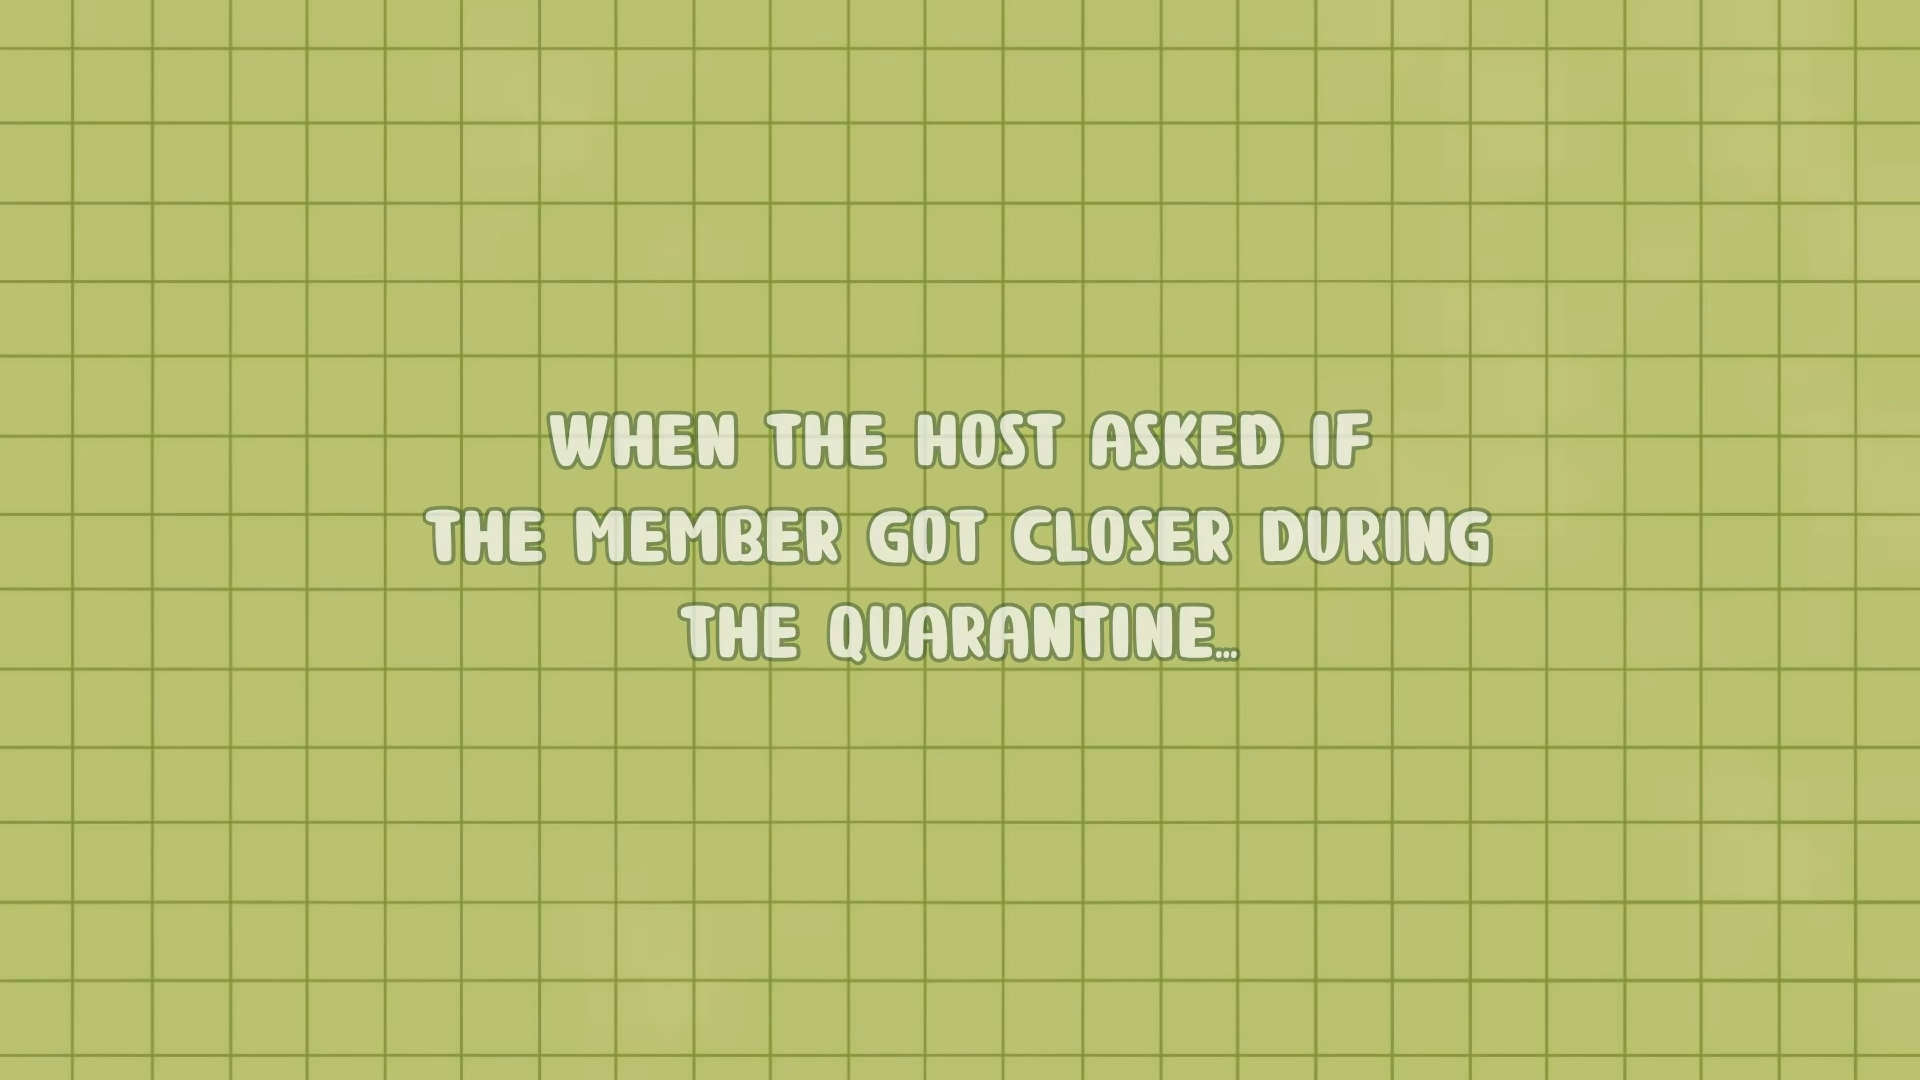 WHEN THE HOST ASKED IF
THE MEMBER GOT CLOSER DURING
THE QUARANTINE...